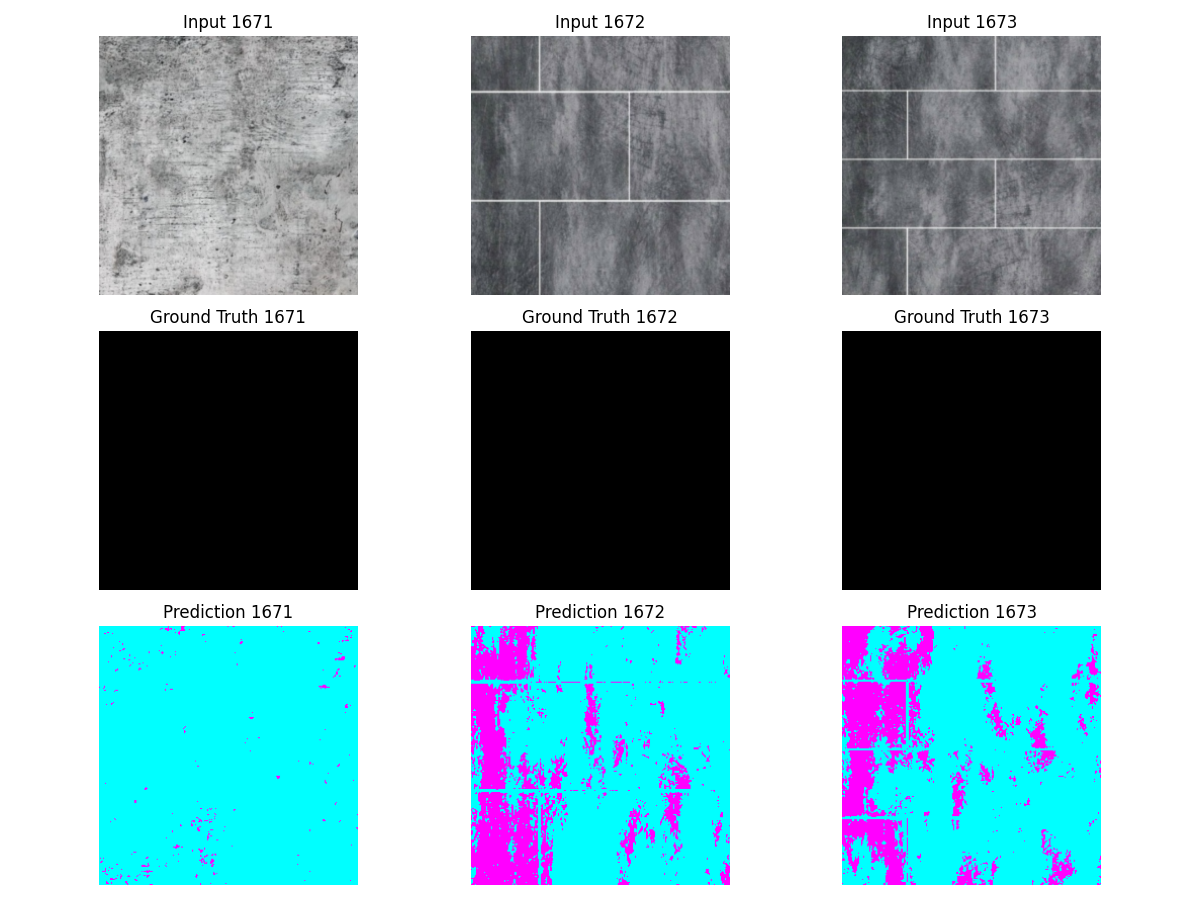 Input 1671
Input 1672
Input 1673
Ground Truth 1671
Ground Truth 1672
Ground Truth 1673
Prediction 1671
Prediction 1672
Prediction 1673